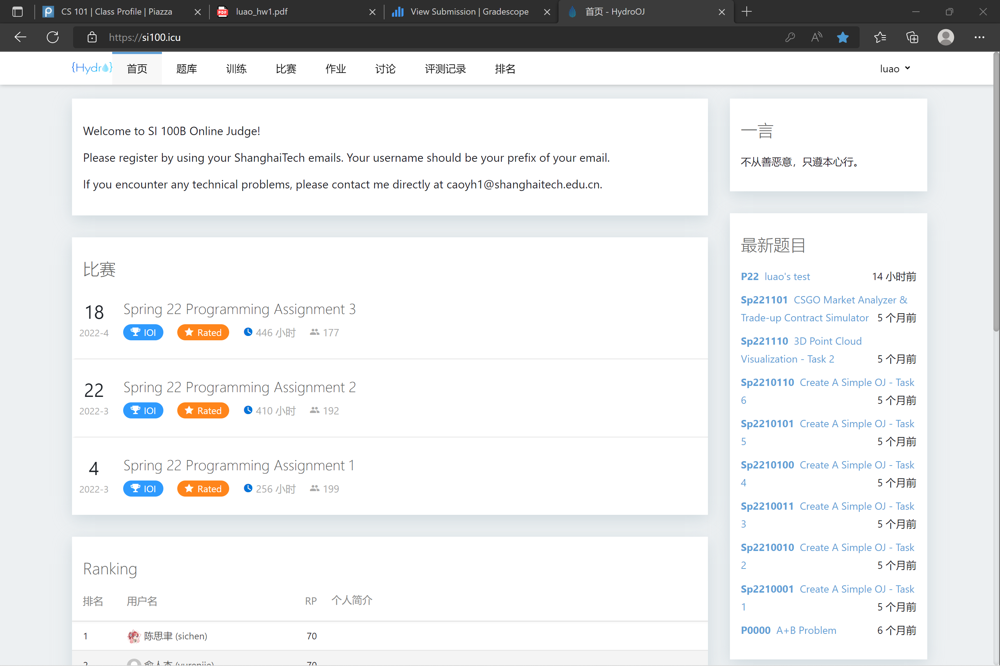 CS 101 | Class Profile | Piazza
luao_hw1.pdf
View Submission | Gradescope
首页 - HydroOJ
https://si100.icu
{Hydro}
首页
题库
训练
比赛
作业
讨论
评测记录
排名
luao
Welcome to SI 100B Online Judge!
Please register by using your ShanghaiTech emails. Your username should be your prefix of your email.
If you encounter any technical problems, please contact me directly at caoyh1@shanghaitech.edu.cn.
比赛
18
2022-4
Spring 22 Programming Assignment 3
IOI Rated 446 小时 177
22
2022-3
Spring 22 Programming Assignment 2
IOI Rated 410 小时 192
4
2022-3
Spring 22 Programming Assignment 1
IOI Rated 256 小时 199
Ranking
排名 用户名 RP 个人简介
1 陈思聿 (sichen) 70
2 俞人杰 (yurenjie) 70
一言
不从善恶意，只遵本心行。
最新题目
P22 luao's test 14 小时前
Sp221101 CSGO Market Analyzer &
Trade-up Contract Simulator 5 个月前
Sp221110 3D Point Cloud
Visualization - Task 2 5 个月前
Sp2210110 Create A Simple OJ - Task
6 5 个月前
Sp2210101 Create A Simple OJ - Task
5 5 个月前
Sp2210100 Create A Simple OJ - Task
4 5 个月前
Sp2210011 Create A Simple OJ - Task
3 5 个月前
Sp2210010 Create A Simple OJ - Task
2 5 个月前
Sp2210001 Create A Simple OJ - Task
1 5 个月前
P0000 A+B Problem 6 个月前